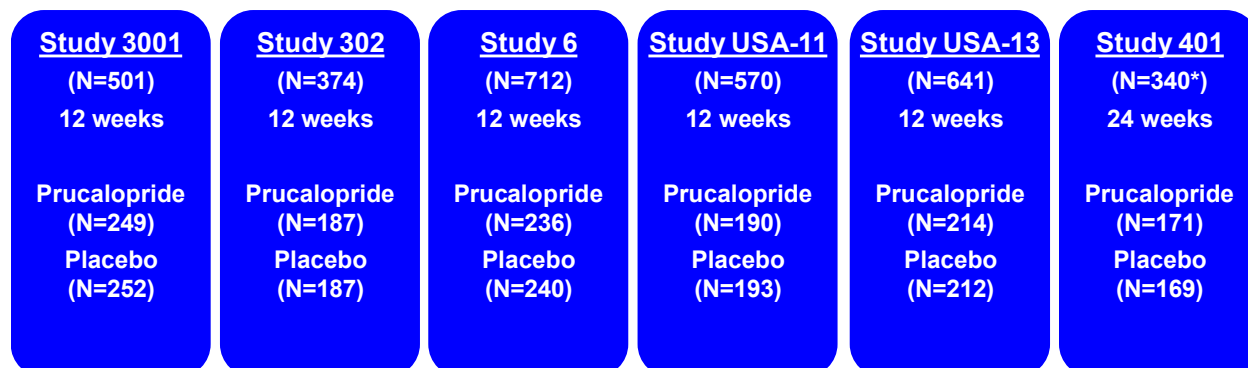 Study 3001
(N=501)
12 weeks
Prucalopride
(N=249)
Placebo
(N=252)
Study 302
(N=374)
12 weeks
Prucalopride
(N=187)
Placebo
(N=187)
Study 6
(N=712)
12 weeks
Prucalopride
(N=236)
Placebo
(N=240)
Study USA-11
(N=570)
12 weeks
Prucalopride
(N=190)
Placebo
(N=193)
Study USA-13
(N=641)
12 weeks
Prucalopride
(N=214)
Placebo
(N=212)
Study 401
(N=340*)
24 weeks
Prucalopride
(N=171)
Placebo
(N=169)